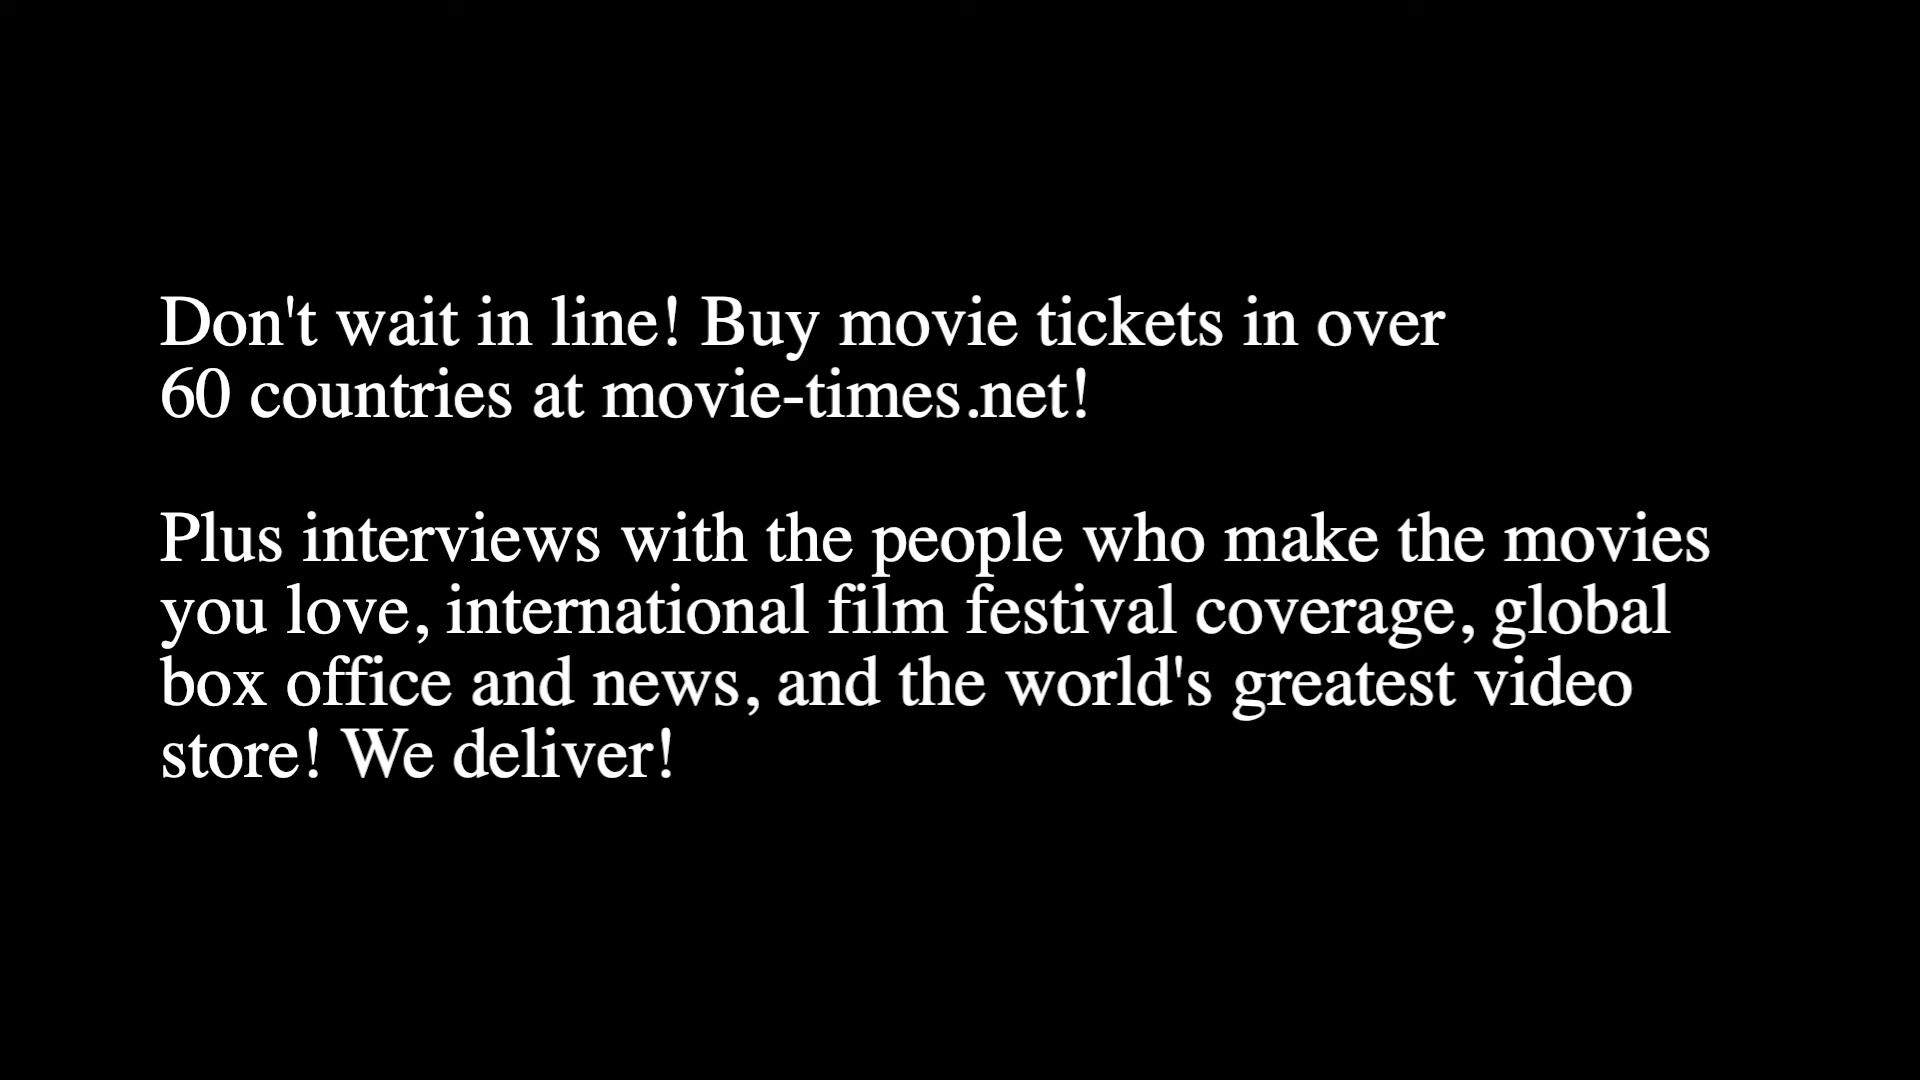 Don't wait in line! Buy movie tickets in over
60 countries at movie-times.net!
Plus interviews with the people who make the movies
you love, international film festival coverage, global
box office and news, and the world's greatest video
store! We deliver!